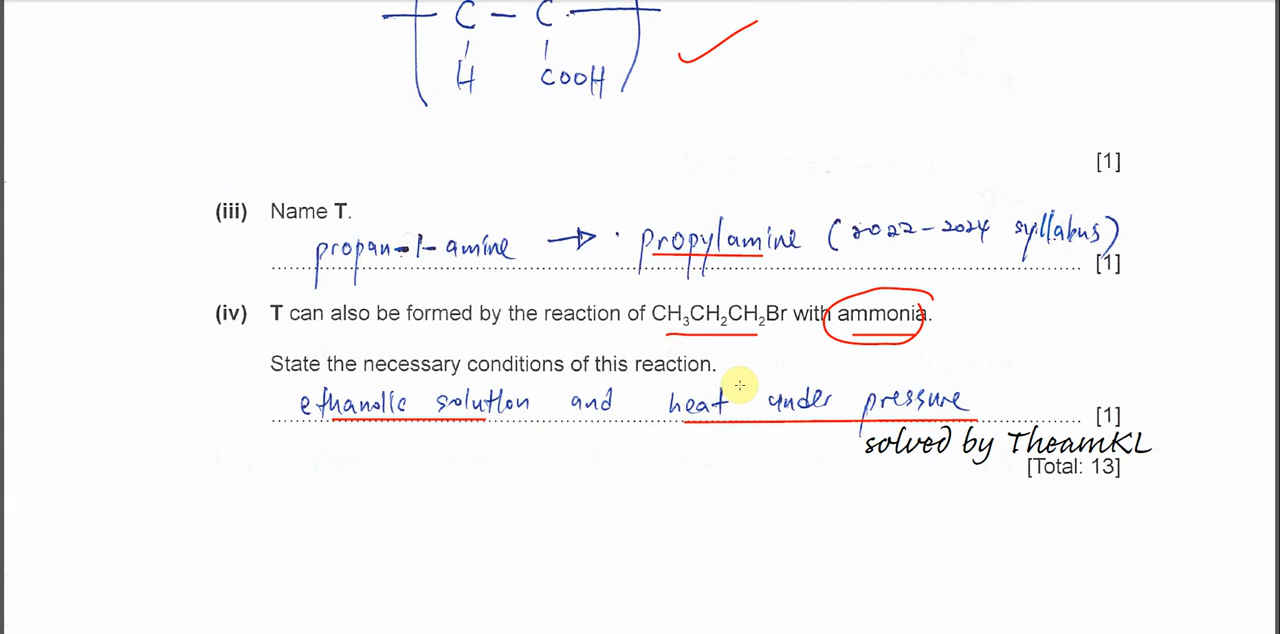 C – C
H COOH
[1]
(iii) Name T.
propan-1-amine → propylamine (2022-2024 syllabus)
[1]
(iv) T can also be formed by the reaction of CH₃CH₂CH₂Br with ammonia.
State the necessary conditions of this reaction.
ethanolic solution and heat under pressure
[1]
solved by TheamKL
[Total: 13]